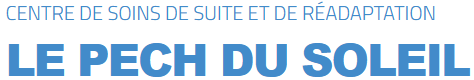 CENTRE DE SOINS DE SUITE ET DE RÉADAPTATION
LE PECH DU SOLEIL